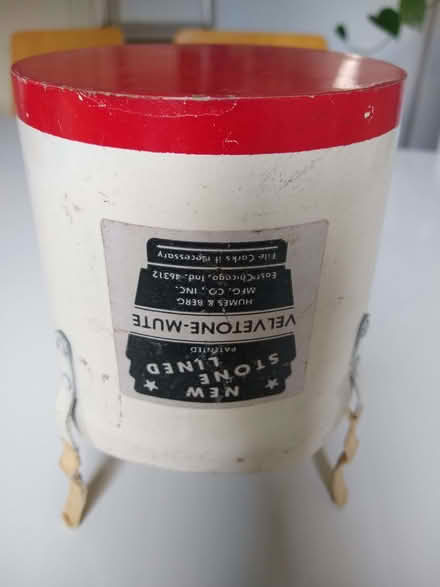 NEW
STONE
LINED
PATENTED
VELVETONE-MUTE
HUMES & BERG
MFG. CO., INC.
East Chicago, Ind. 46312
File Corks if necessary